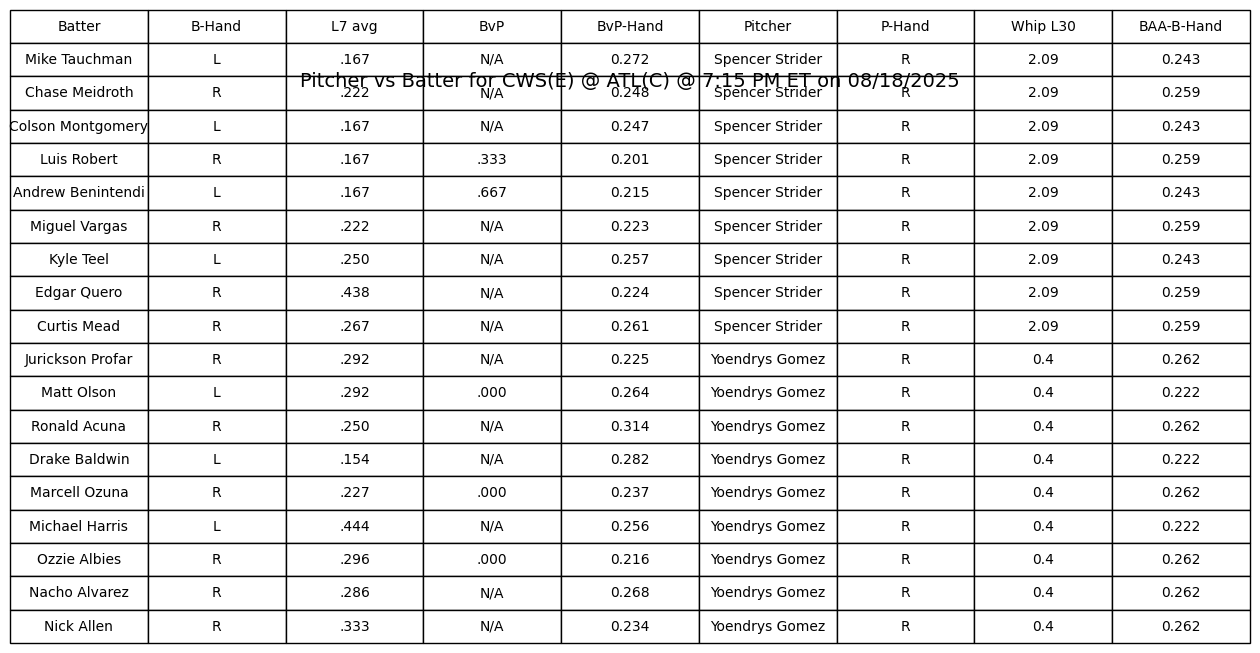 Batter B-Hand L7 avg BvP BvP-Hand Pitcher P-Hand Whip L30 BAA-B-Hand
Mike Tauchman L .167 N/A 0.272 Spencer Strider R 2.09 0.243
Pitcher vs Batter for CWS(E) @ ATL(C) @ 7:15 PM ET on 08/18/2025
Chase Meidroth R .222 N/A 0.248 Spencer Strider R 2.09 0.259
Colson Montgomery L .167 N/A 0.247 Spencer Strider R 2.09 0.243
Luis Robert R .167 .333 0.201 Spencer Strider R 2.09 0.259
Andrew Benintendi L .167 .667 0.215 Spencer Strider R 2.09 0.243
Miguel Vargas R .222 N/A 0.223 Spencer Strider R 2.09 0.259
Kyle Teel L .250 N/A 0.257 Spencer Strider R 2.09 0.243
Edgar Quero R .438 N/A 0.224 Spencer Strider R 2.09 0.259
Curtis Mead R .267 N/A 0.261 Spencer Strider R 2.09 0.259
Jurickson Profar R .292 N/A 0.225 Yoendrys Gomez R 0.4 0.262
Matt Olson L .292 .000 0.264 Yoendrys Gomez R 0.4 0.222
Ronald Acuna R .250 N/A 0.314 Yoendrys Gomez R 0.4 0.262
Drake Baldwin L .154 N/A 0.282 Yoendrys Gomez R 0.4 0.222
Marcell Ozuna R .227 .000 0.237 Yoendrys Gomez R 0.4 0.262
Michael Harris L .444 N/A 0.256 Yoendrys Gomez R 0.4 0.222
Ozzie Albies R .296 .000 0.216 Yoendrys Gomez R 0.4 0.262
Nacho Alvarez R .286 N/A 0.268 Yoendrys Gomez R 0.4 0.262
Nick Allen R .333 N/A 0.234 Yoendrys Gomez R 0.4 0.262